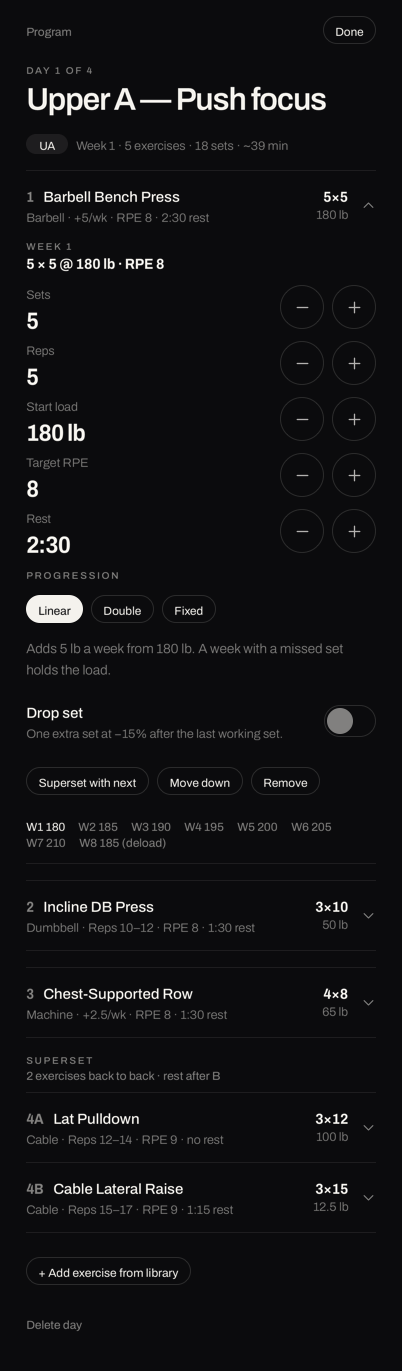 Program
Done
DAY 1 OF 4
Upper A — Push focus
UA
Week 1 · 5 exercises · 18 sets · ~39 min
1 Barbell Bench Press
5×5
Barbell · +5/wk · RPE 8 · 2:30 rest
180 lb
WEEK 1
5 × 5 @ 180 lb · RPE 8
Sets
5
Reps
5
Start load
180 lb
Target RPE
8
Rest
2:30
PROGRESSION
Linear
Double
Fixed
Adds 5 lb a week from 180 lb. A week with a missed set
holds the load.
Drop set
One extra set at −15% after the last working set.
Superset with next
Move down
Remove
W1 180 W2 185 W3 190 W4 195 W5 200 W6 205
W7 210 W8 185 (deload)
2 Incline DB Press
3×10
Dumbbell · Reps 10–12 · RPE 8 · 1:30 rest
50 lb
3 Chest-Supported Row
4×8
Machine · +2.5/wk · RPE 8 · 1:30 rest
65 lb
SUPERSET
2 exercises back to back · rest after B
4A Lat Pulldown
3×12
Cable · Reps 12–14 · RPE 9 · no rest
100 lb
4B Cable Lateral Raise
3×15
Cable · Reps 15–17 · RPE 9 · 1:15 rest
12.5 lb
+ Add exercise from library
Delete day